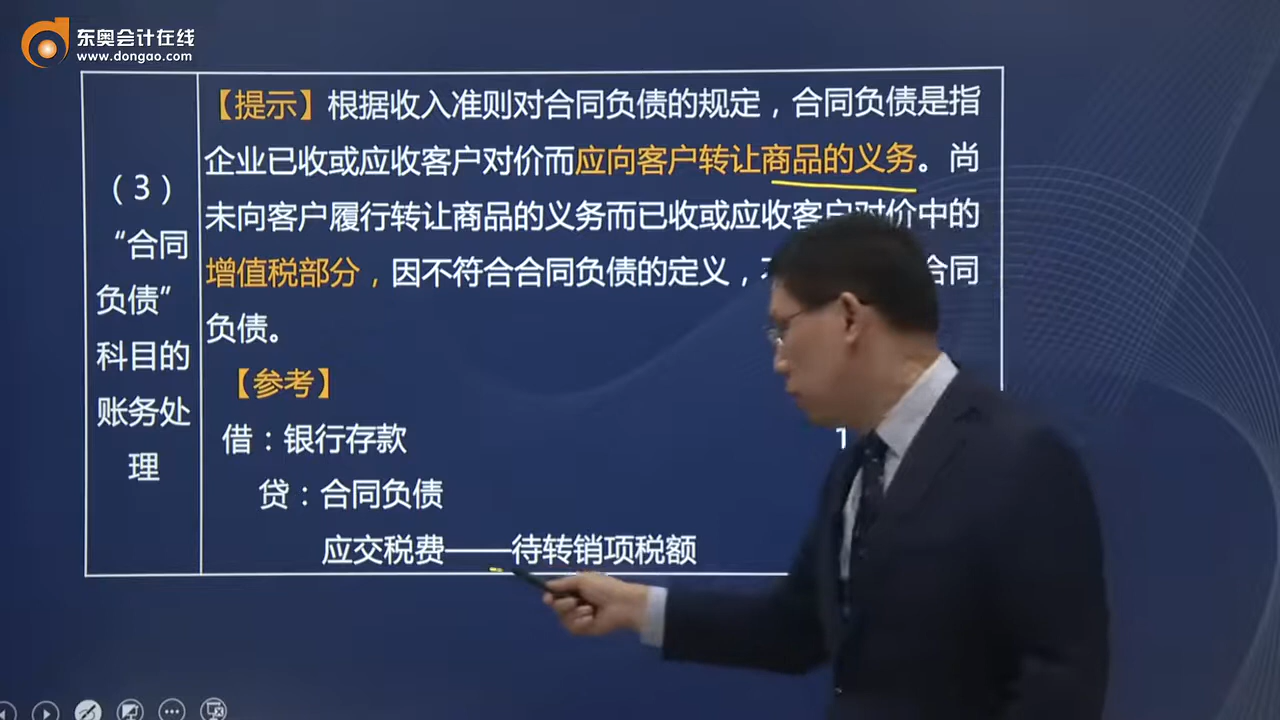 东奥会计在线
www.dongao.com
（3）
“合同
负债”
科目的
账务处
理
【提示】根据收入准则对合同负债的规定，合同负债是指
企业已收或应收客户对价而应向客户转让商品的义务。尚
未向客户履行转让商品的义务而已收或应收客户对价中的
增值税部分，因不符合合同负债的定义，合同
负债。
【参考】
借：银行存款 1
贷：合同负债
应交税费——待转销项税额